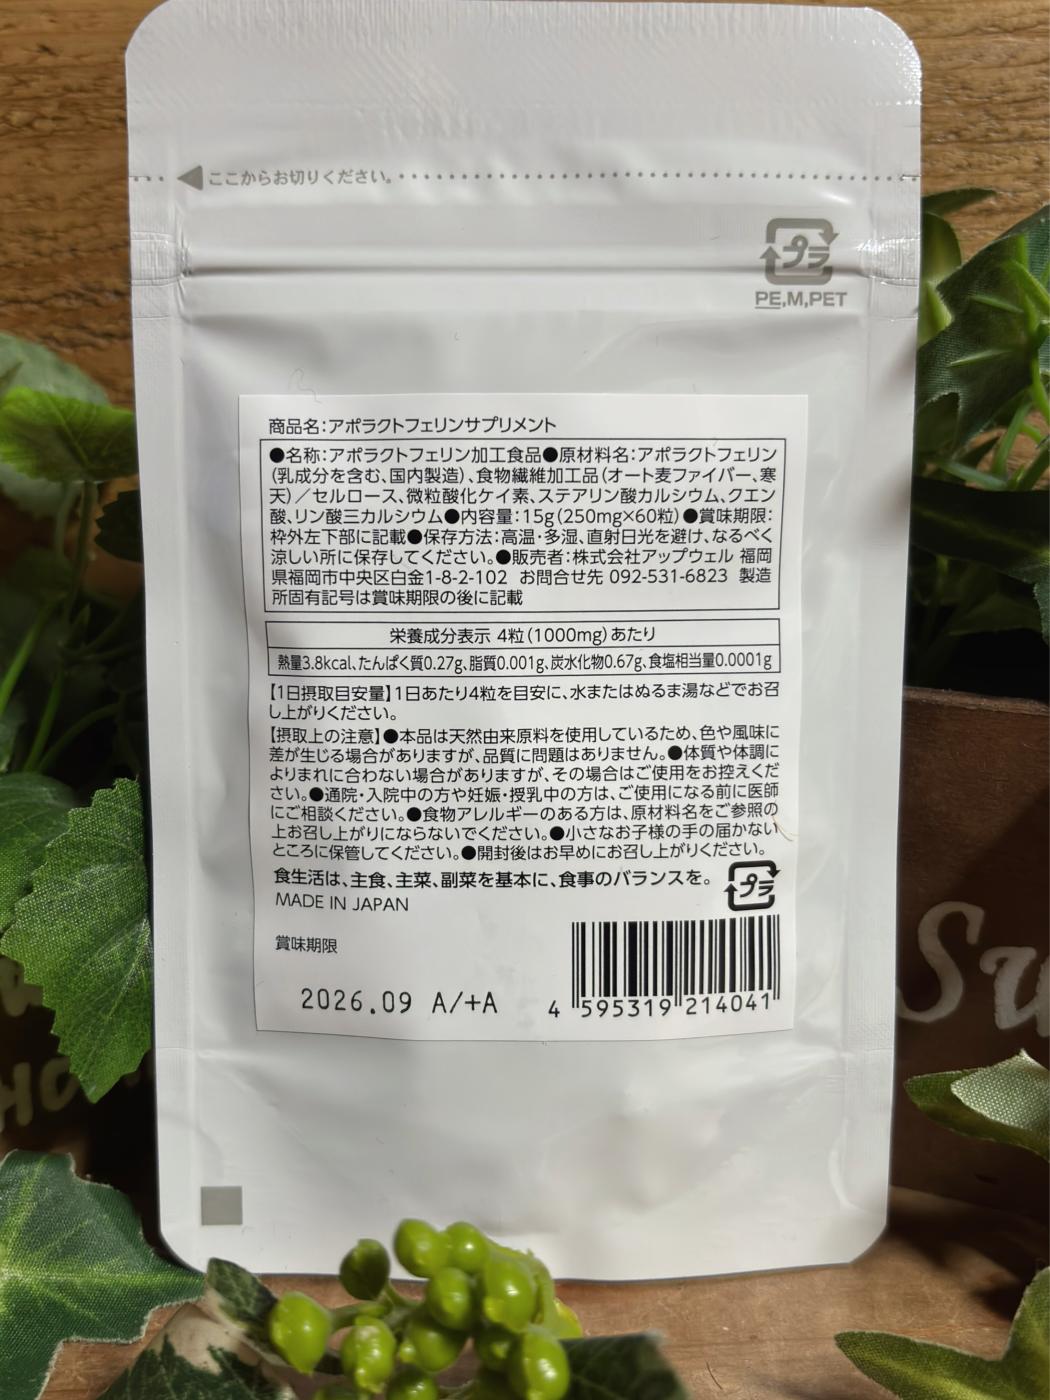 ここからお切りください。
プラ
PE,M,PET
商品名：アポラクトフェリンサプリメント
●名称：アポラクトフェリン加工食品●原材料名：アポラクトフェリン
（乳成分を含む、国内製造）、食物繊維加工品（オート麦ファイバー、寒
天）／セルロース、微粒酸化ケイ素、ステアリン酸カルシウム、クエン
酸、リン酸三カルシウム●内容量：15g（250mg×60粒）●賞味期限：
枠外左下部に記載●保存方法：高温・多湿、直射日光を避け、なるべく
涼しい所に保存してください。●販売者：株式会社アップウェル 福岡
県福岡市中央区白金1-8-2-102 お問合せ先 092-531-6823 製造
所固有記号は賞味期限の後に記載
栄養成分表示 4粒（1000mg）あたり
熱量3.8kcal、たんぱく質0.27g、脂質0.001g、炭水化物0.67g、食塩相当量0.0001g
【1日摂取目安量】1日あたり4粒を目安に、水またはぬるま湯などでお召
し上がりください。
【摂取上の注意】●本品は天然由来原料を使用しているため、色や風味に
差が生じる場合がありますが、品質に問題はありません。●体質や体調に
よりまれに合わない場合がありますが、その場合はご使用をお控えくだ
さい。●通院・入院中の方や妊娠・授乳中の方は、ご使用になる前に医師
にご相談ください。●食物アレルギーのある方は、原材料名をご参照の
上お召し上がりにならないでください。●小さなお子様の手の届かない
ところに保管してください。●開封後はお早めにお召し上がりください。
食生活は、主食、主菜、副菜を基本に、食事のバランスを。
プラ
MADE IN JAPAN
賞味期限
2026.09 A/+A
4 595319 214041
Su